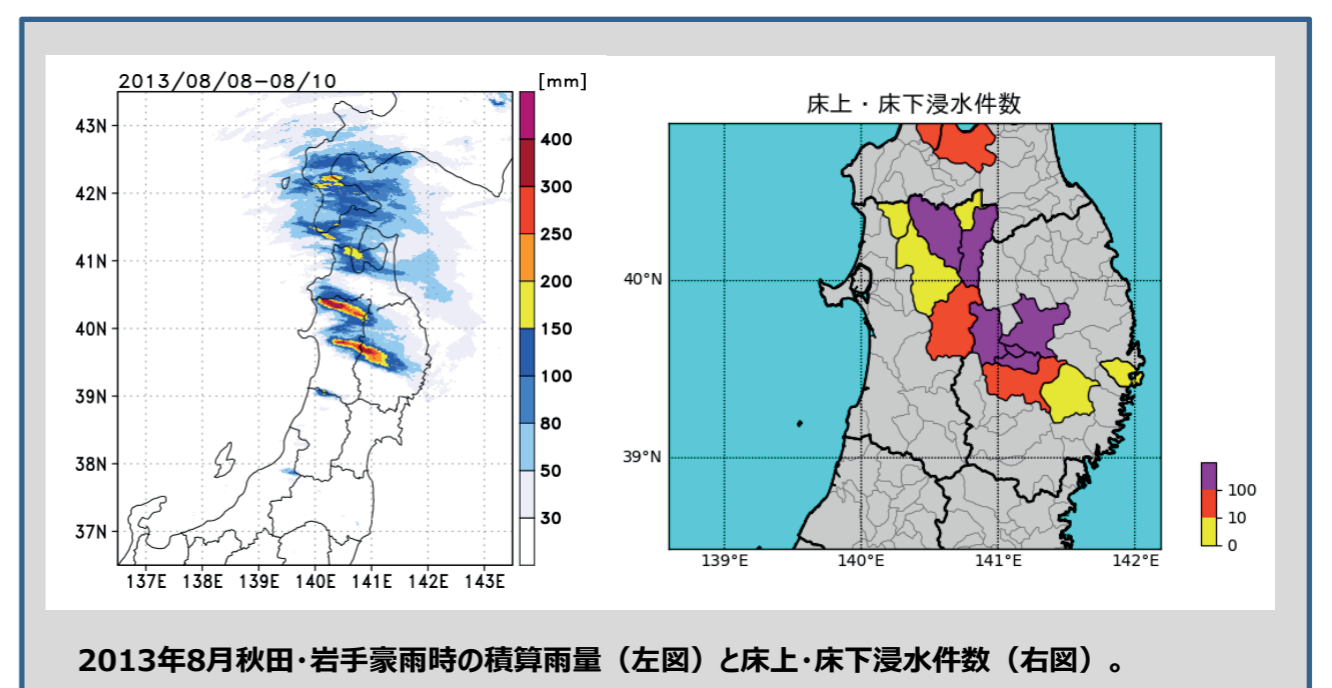 2013/08/08-08/10
[mm]
43N
42N
41N
40N
39N
38N
37N
137E 138E 139E 140E 141E 142E 143E
400
300
250
200
150
100
80
50
30
床上・床下浸水件数
40°N
39°N
139°E 140°E 141°E 142°E
100
10
0
2013年8月秋田・岩手豪雨時の積算雨量（左図）と床上・床下浸水件数（右図）。